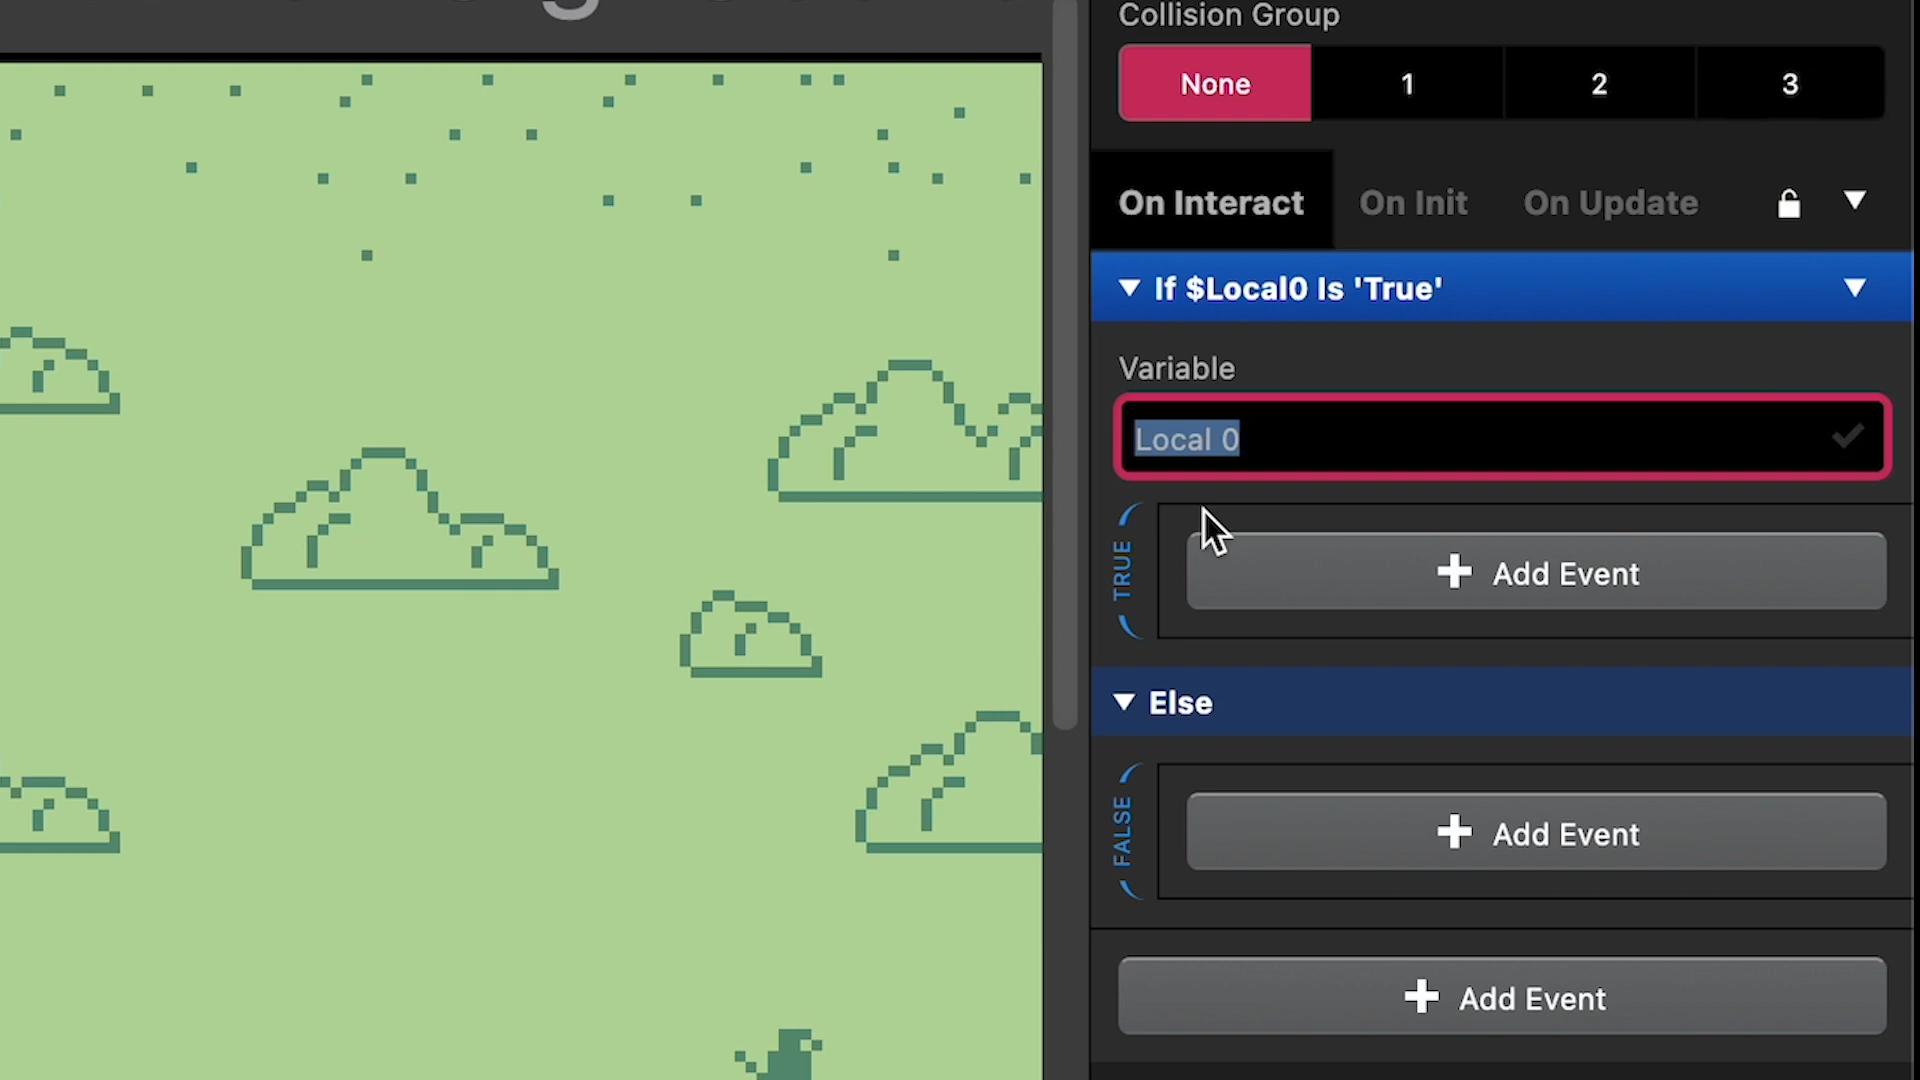 Collision Group
None 1 2 3
On Interact On Init On Update
If $Local0 Is 'True'
Variable
Local 0
TRUE
Add Event
Else
FALSE
Add Event
Add Event